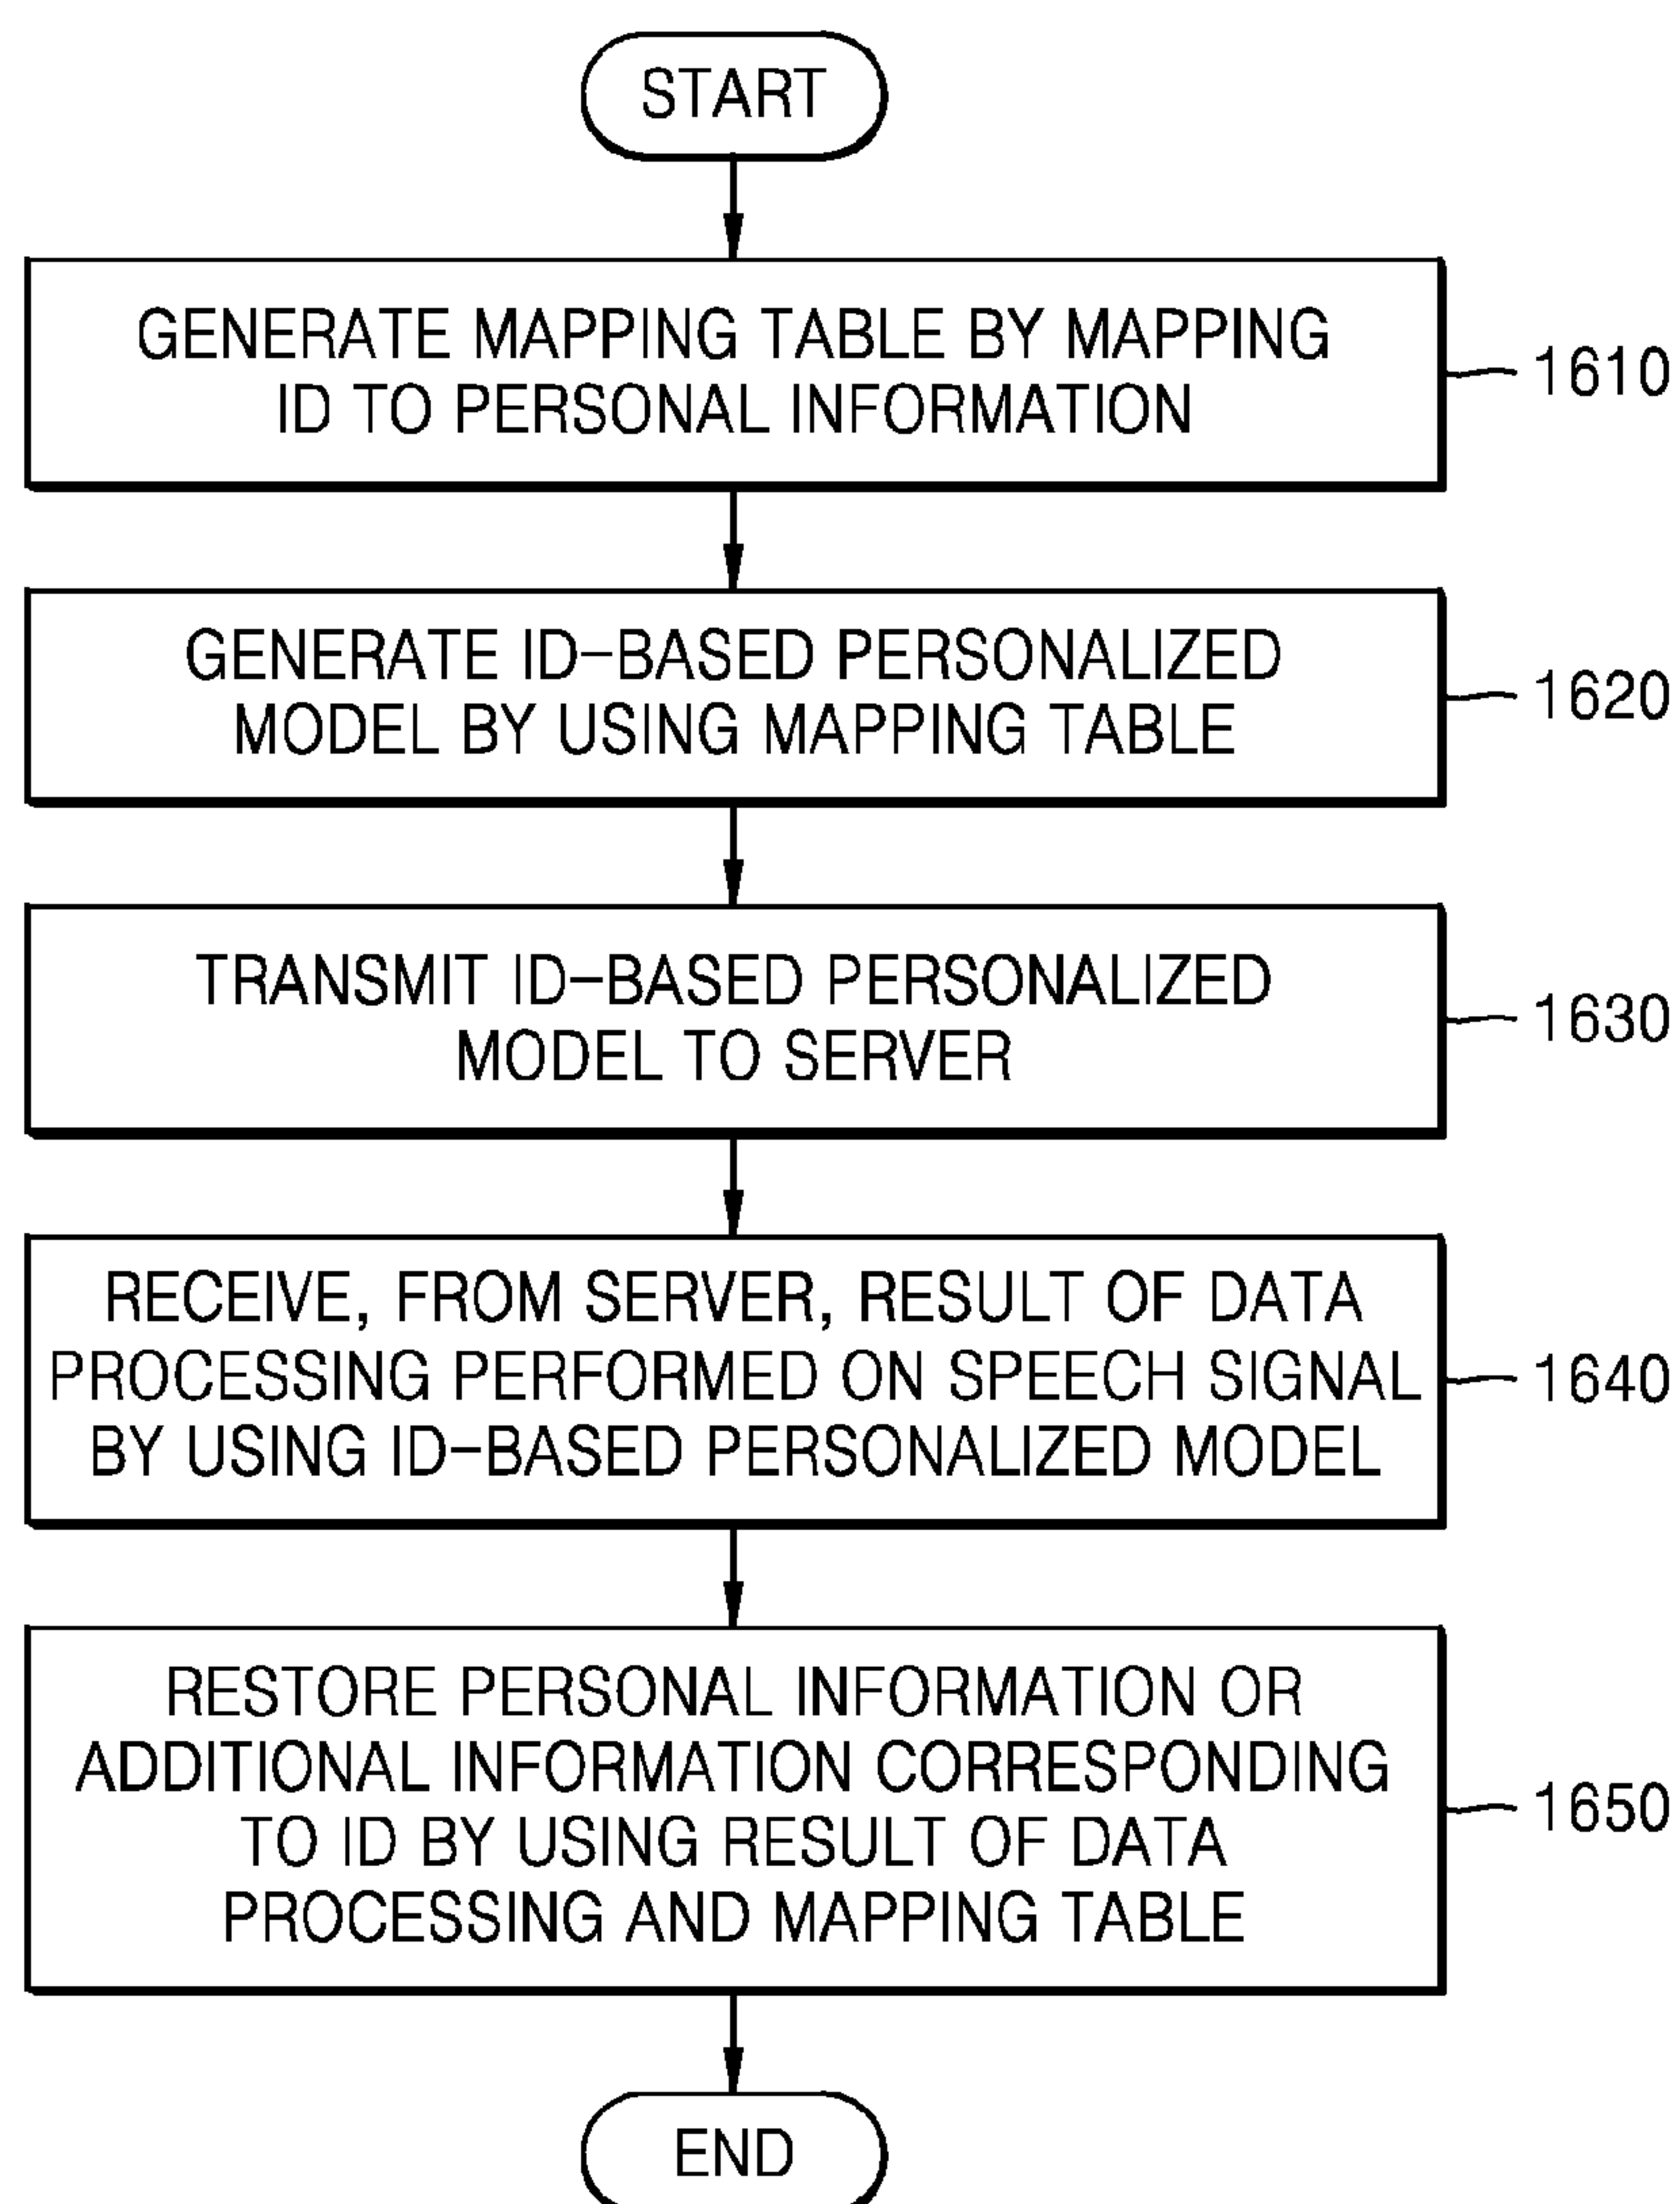 START
GENERATE MAPPING TABLE BY MAPPING
ID TO PERSONAL INFORMATION
1610
GENERATE ID-BASED PERSONALIZED
MODEL BY USING MAPPING TABLE
1620
TRANSMIT ID-BASED PERSONALIZED
MODEL TO SERVER
1630
RECEIVE, FROM SERVER, RESULT OF DATA
PROCESSING PERFORMED ON SPEECH SIGNAL
BY USING ID-BASED PERSONALIZED MODEL
1640
RESTORE PERSONAL INFORMATION OR
ADDITIONAL INFORMATION CORRESPONDING
TO ID BY USING RESULT OF DATA
PROCESSING AND MAPPING TABLE
1650
END